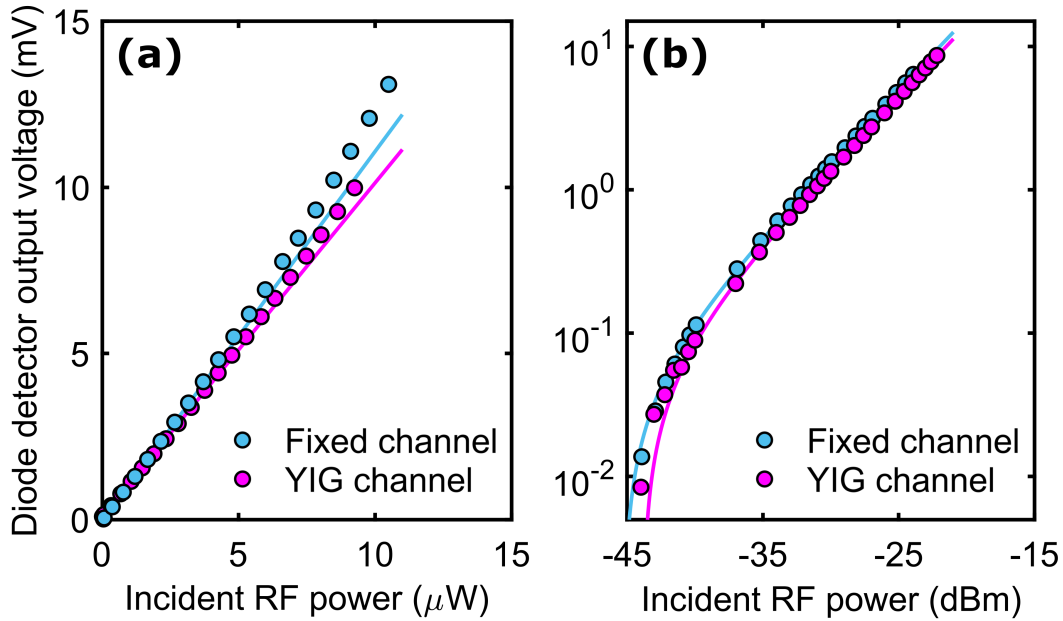 (a)
Diode detector output voltage (mV)
15
10
5
0
Fixed channel
YIG channel
0 5 10 15
Incident RF power (μW)
(b)
10^1
10^0
10^-1
10^-2
Fixed channel
YIG channel
-45 -35 -25 -15
Incident RF power (dBm)